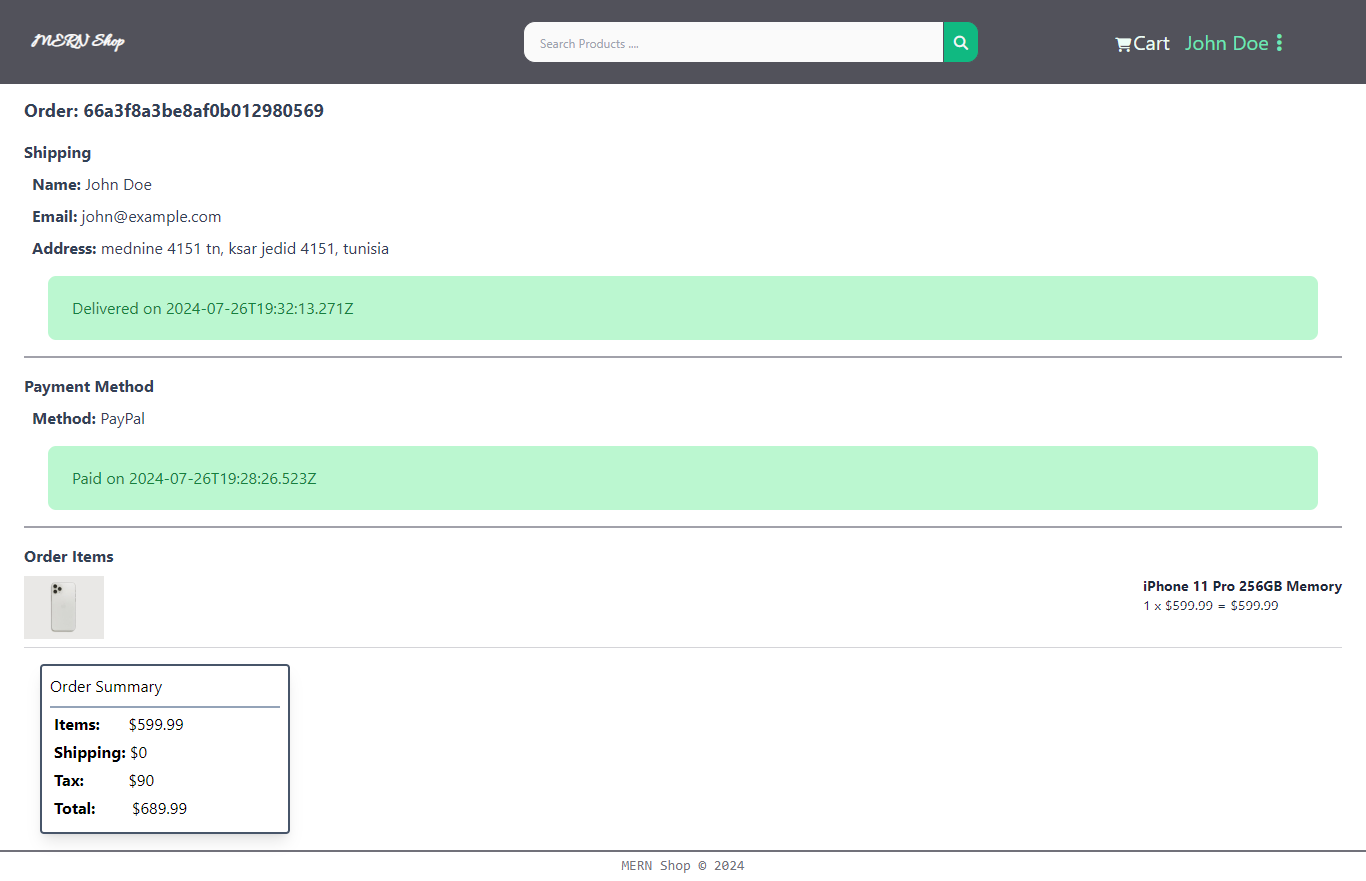 MERN Shop
Search Products ....
Cart
John Doe
Order: 66a3f8a3be8af0b012980569
Shipping
Name: John Doe
Email: john@example.com
Address: mednine 4151 tn, ksar jedid 4151, tunisia
Delivered on 2024-07-26T19:32:13.271Z
Payment Method
Method: PayPal
Paid on 2024-07-26T19:28:26.523Z
Order Items
iPhone 11 Pro 256GB Memory
1 x $599.99 = $599.99
Order Summary
Items: $599.99
Shipping: $0
Tax: $90
Total: $689.99
MERN Shop © 2024